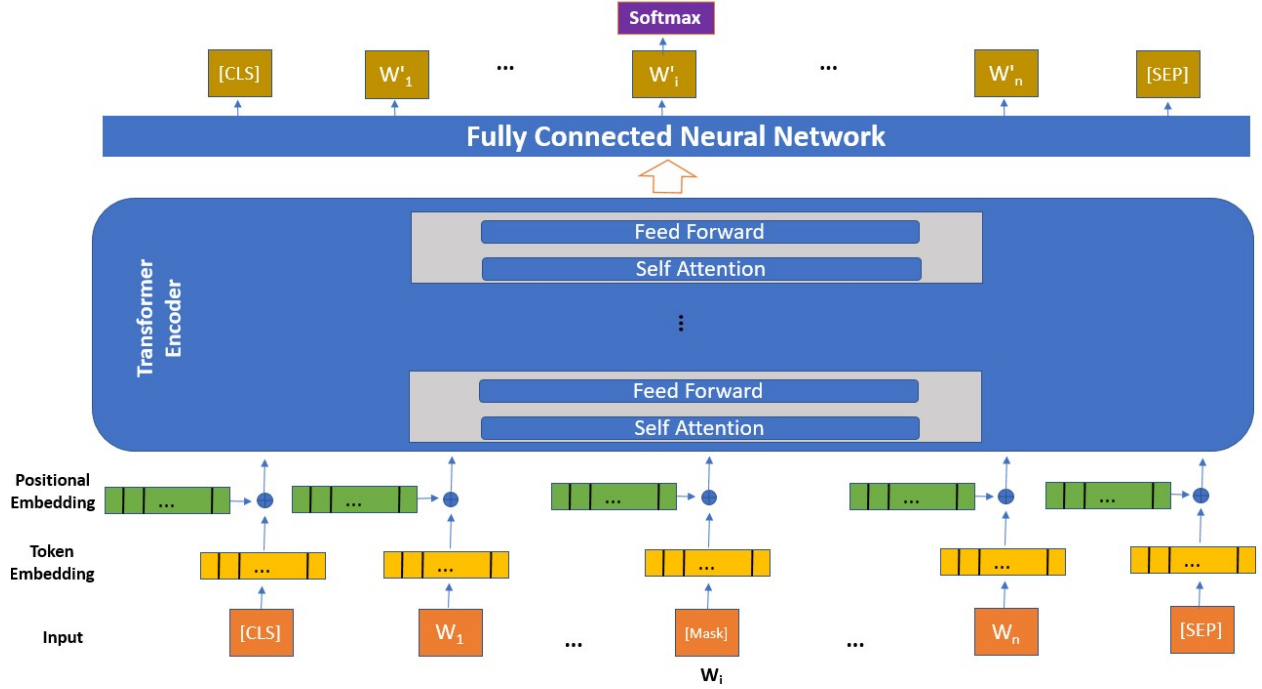 Softmax
[CLS] W'1 ... W'i ... W'n [SEP]
Fully Connected Neural Network
Transformer
Encoder
Feed Forward
Self Attention
...
Feed Forward
Self Attention
Positional
Embedding
... ... ... ... ...
Token
Embedding
... ... ... ... ...
Input [CLS] W1 ... [Mask] ... Wn [SEP]
Wi